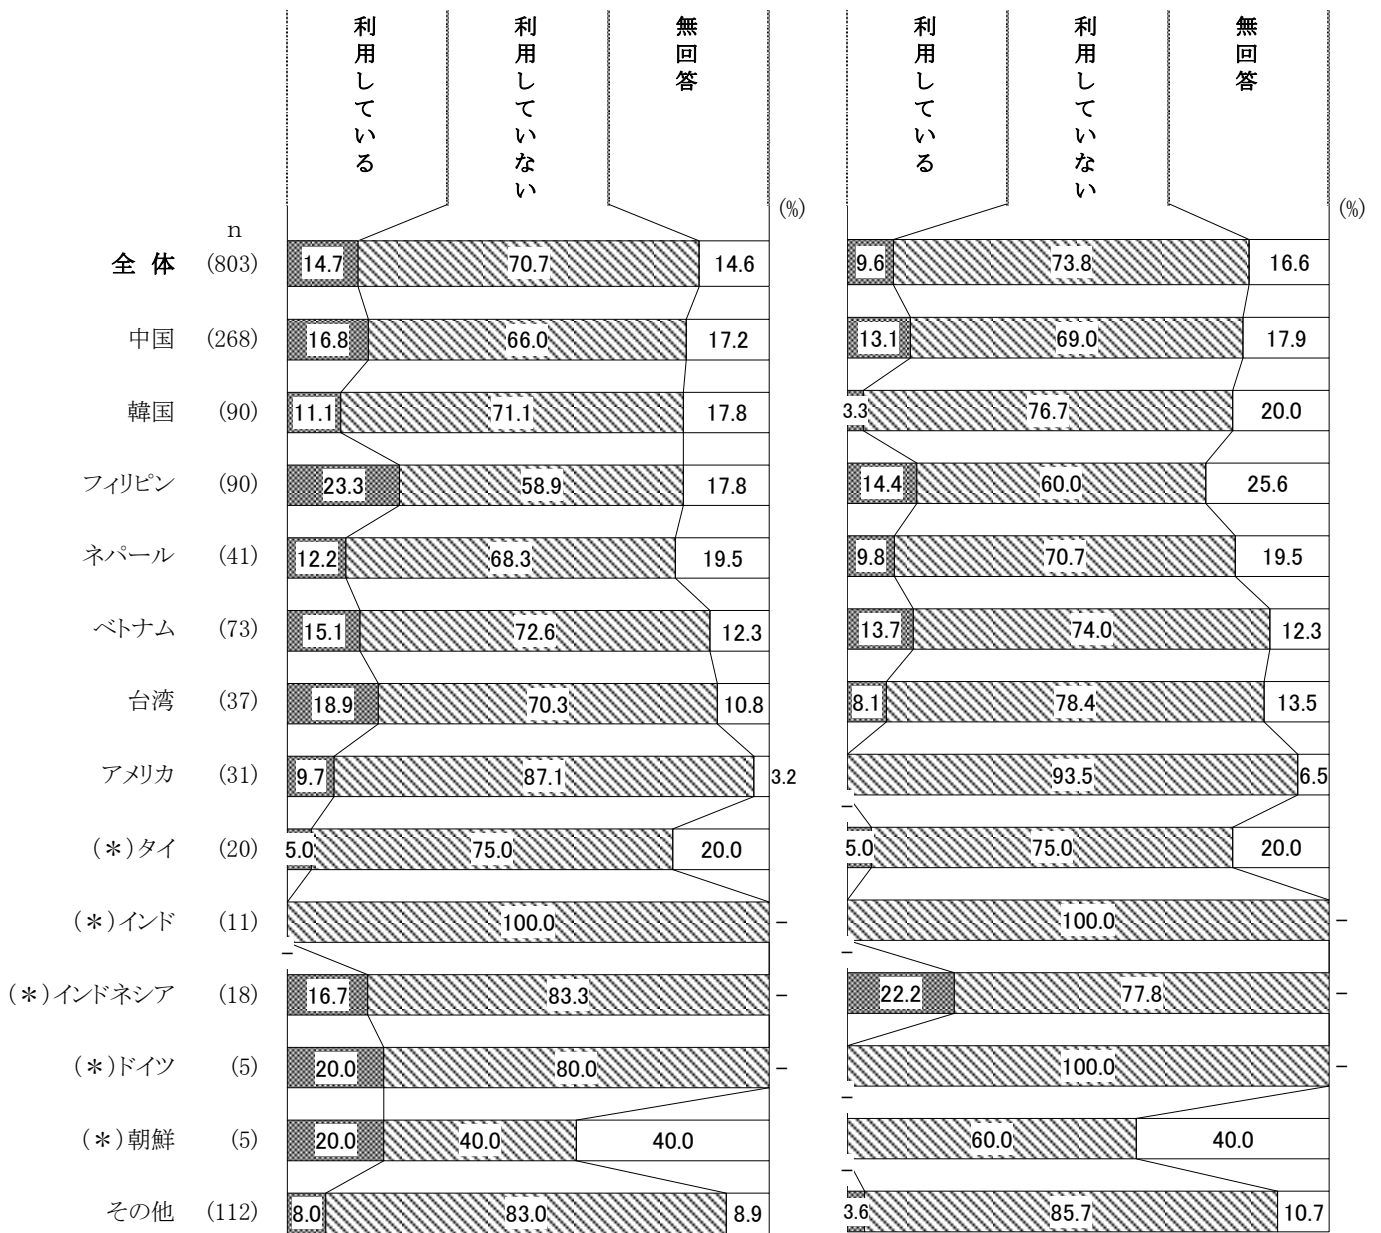 利用している 利用していない 無回答 利用している 利用していない 無回答
(%) (%)
n
全 体 (803) 14.7 70.7 14.6 9.6 73.8 16.6
中国 (268) 16.8 66.0 17.2 13.1 69.0 17.9
韓国 (90) 11.1 71.1 17.8 3.3 76.7 20.0
フィリピン (90) 23.3 58.9 17.8 14.4 60.0 25.6
ネパール (41) 12.2 68.3 19.5 9.8 70.7 19.5
ベトナム (73) 15.1 72.6 12.3 13.7 74.0 12.3
台湾 (37) 18.9 70.3 10.8 8.1 78.4 13.5
アメリカ (31) 9.7 87.1 3.2 – 93.5 6.5
(＊)タイ (20) 5.0 75.0 20.0 5.0 75.0 20.0
(＊)インド (11) – 100.0 – – 100.0 –
(＊)インドネシア (18) 16.7 83.3 – 22.2 77.8 –
(＊)ドイツ (5) 20.0 80.0 – – 100.0 –
(＊)朝鮮 (5) 20.0 40.0 40.0 – 60.0 40.0
その他 (112) 8.0 83.0 8.9 3.6 85.7 10.7